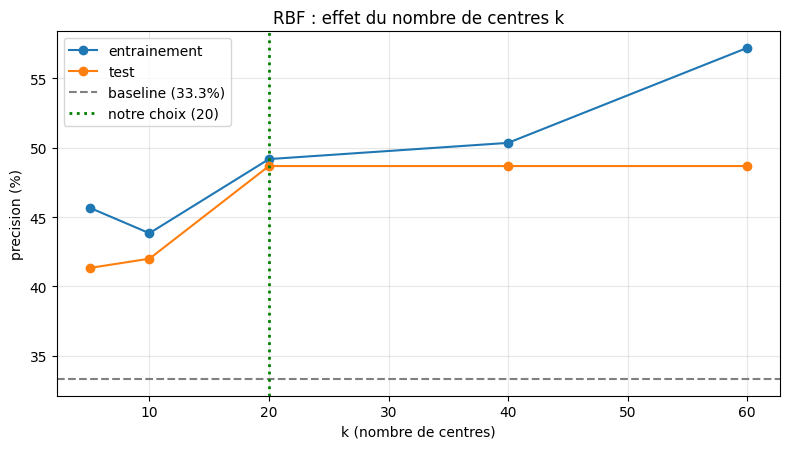 RBF : effet du nombre de centres k
entrainement
test
baseline (33.3%)
notre choix (20)
precision (%)
55
50
45
40
35
10
20
30
40
50
60
k (nombre de centres)